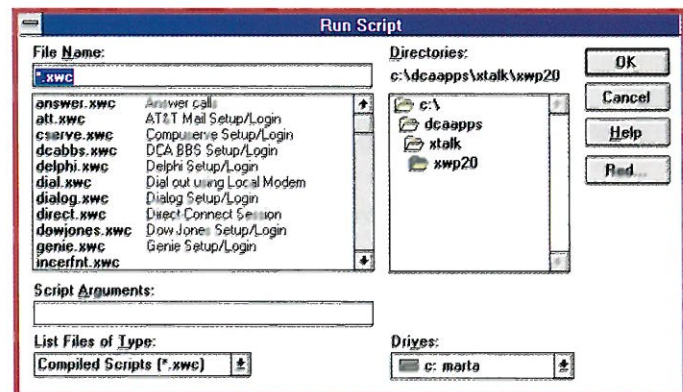 Run Script
File Name:
*.xwc
answer.xwc Answer calls
att.xwc AT&T Mail Setup/Login
cserve.xwc Compuserve Setup/Login
dcabbs.xwc DCA BBS Setup/Login
delphi.xwc Delphi Setup/Login
dial.xwc Dial out using Local Modem
dialog.xwc Dialog Setup/Login
direct.xwc Direct Connect Session
dowjones.xwc Dow Jones Setup/Login
genie.xwc Genie Setup/Login
incerfnt.xwc
Script Arguments:
List Files of Type:
Compiled Scripts (*.xwc)
Directories:
c:\dcaapps\xtalk\xwp20
c:\
dcaapps
xtalk
xwp20
Drives:
c: marta
OK
Cancel
Help
Red...